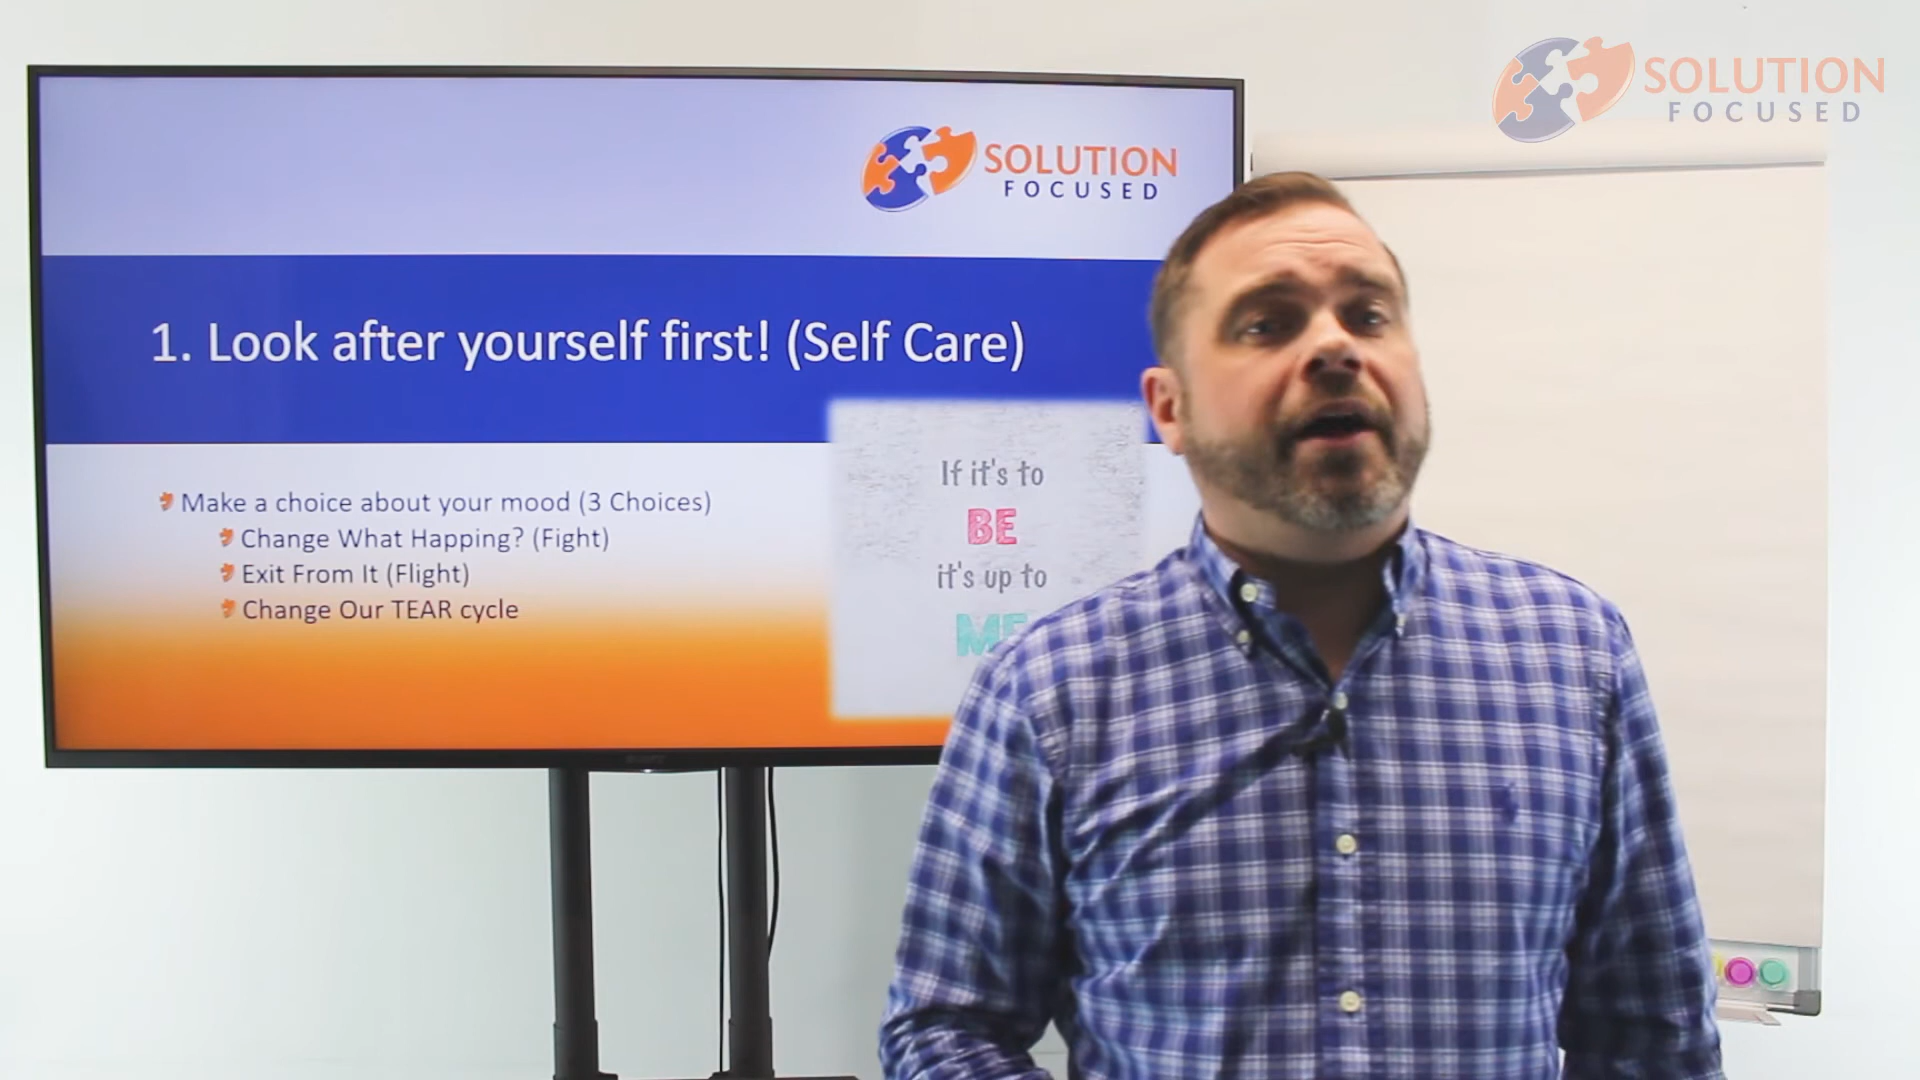 SOLUTION
FOCUSED
SOLUTION
FOCUSED
1. Look after yourself first! (Self Care)
Make a choice about your mood (3 Choices)
Change What Happing? (Fight)
Exit From It (Flight)
Change Our TEAR cycle
If it's to
BE
it's up to
ME